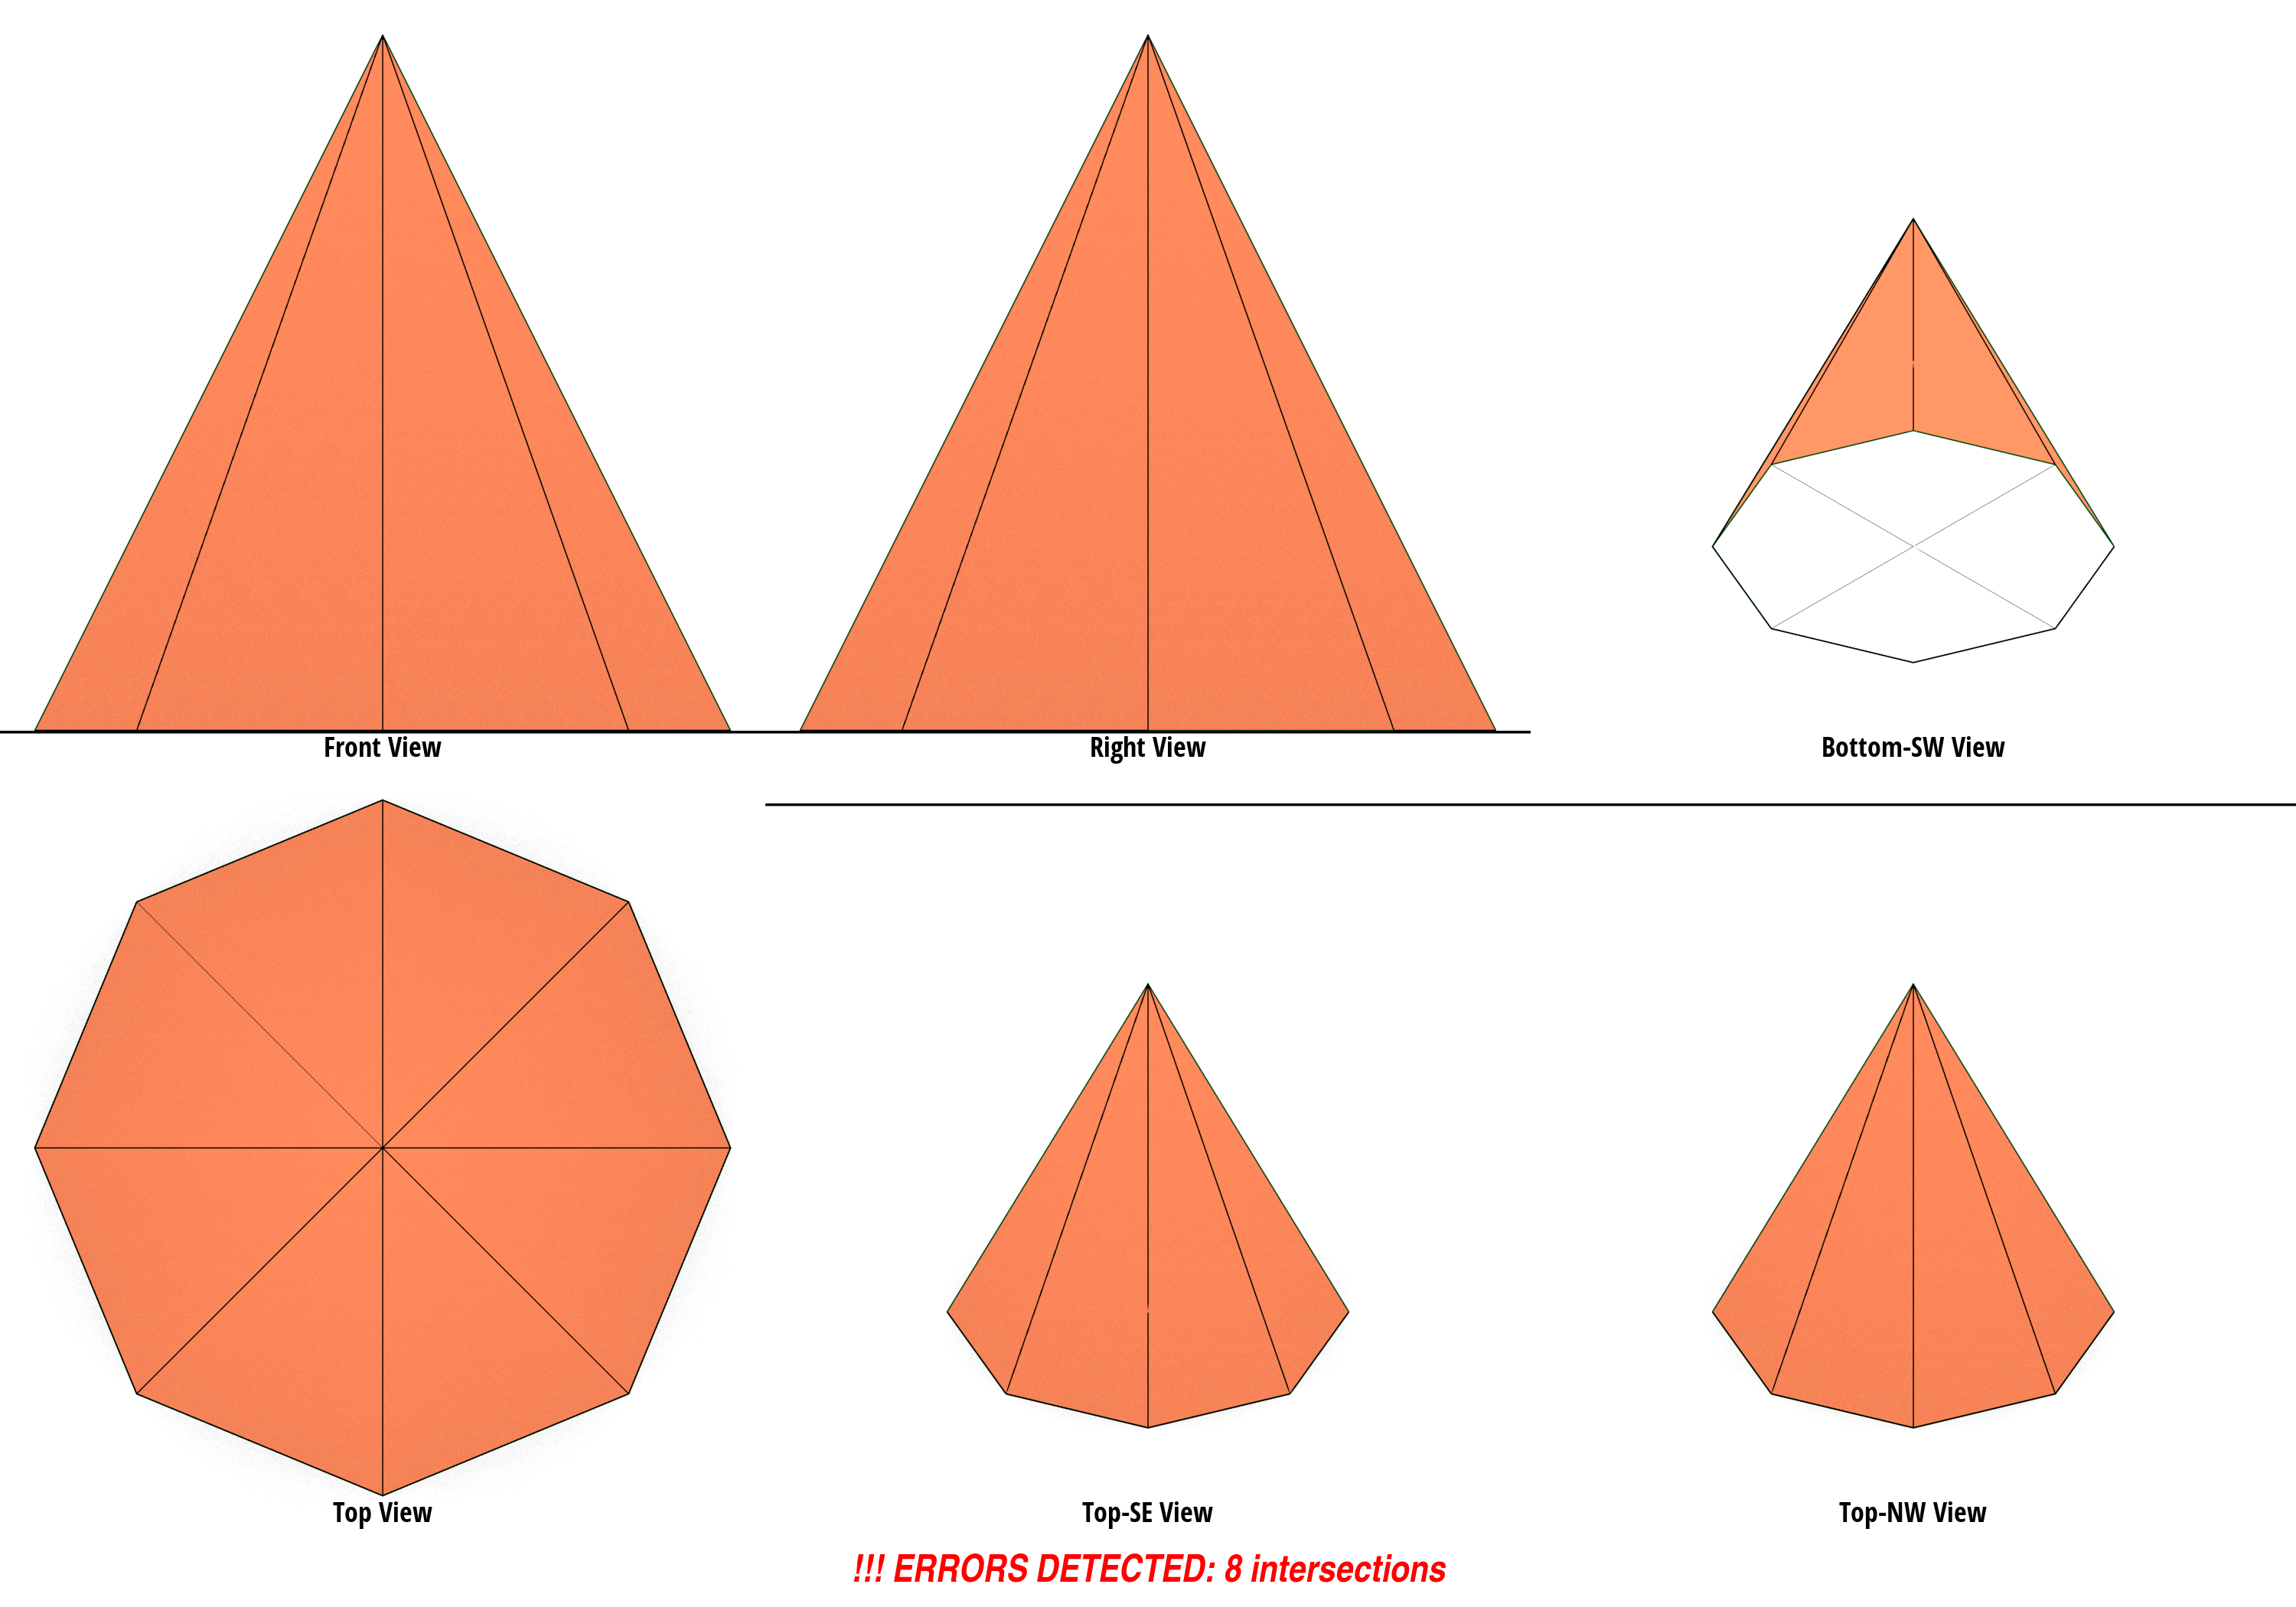 Front View
Right View
Bottom-SW View
Top View
Top-SE View
Top-NW View
!!! ERRORS DETECTED: 8 intersections